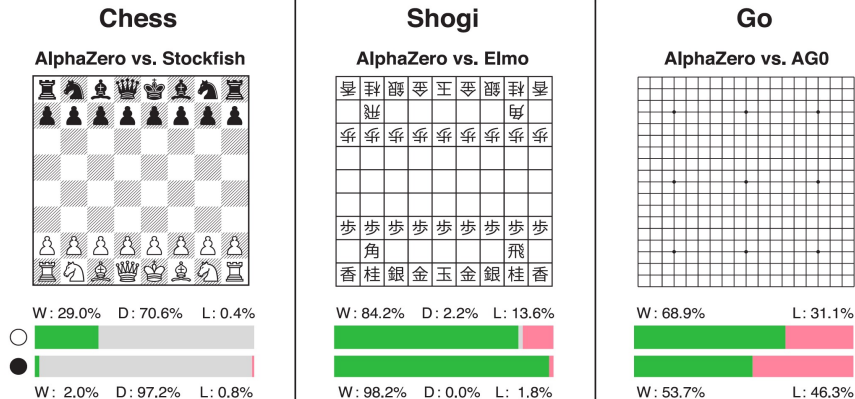 Chess
AlphaZero vs. Stockfish
W: 29.0% D: 70.6% L: 0.4%
W: 2.0% D: 97.2% L: 0.8%
Shogi
AlphaZero vs. Elmo
香桂銀金玉金銀桂香
飛 角
歩歩歩歩歩歩歩歩歩
歩歩歩歩歩歩歩歩歩
角 飛
香桂銀金玉金銀桂香
W: 84.2% D: 2.2% L: 13.6%
W: 98.2% D: 0.0% L: 1.8%
Go
AlphaZero vs. AG0
W: 68.9% L: 31.1%
W: 53.7% L: 46.3%